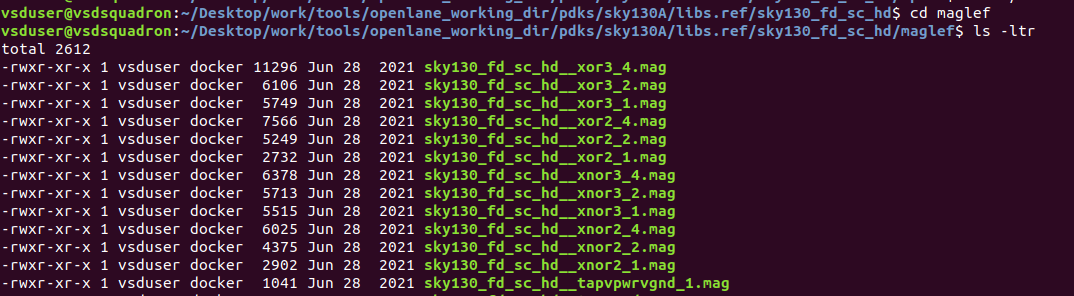 vsduser@vsdsquadron:~/Desktop/work/tools/openlane_working_dir/pdks/sky130A/libs.ref/sky130_fd_sc_hd$ cd maglef
vsduser@vsdsquadron:~/Desktop/work/tools/openlane_working_dir/pdks/sky130A/libs.ref/sky130_fd_sc_hd/maglef$ ls -ltr
total 2612
-rwxr-xr-x 1 vsduser docker 11296 Jun 28  2021 sky130_fd_sc_hd__xor3_4.mag
-rwxr-xr-x 1 vsduser docker  6106 Jun 28  2021 sky130_fd_sc_hd__xor3_2.mag
-rwxr-xr-x 1 vsduser docker  5749 Jun 28  2021 sky130_fd_sc_hd__xor3_1.mag
-rwxr-xr-x 1 vsduser docker  7566 Jun 28  2021 sky130_fd_sc_hd__xor2_4.mag
-rwxr-xr-x 1 vsduser docker  5249 Jun 28  2021 sky130_fd_sc_hd__xor2_2.mag
-rwxr-xr-x 1 vsduser docker  2732 Jun 28  2021 sky130_fd_sc_hd__xor2_1.mag
-rwxr-xr-x 1 vsduser docker  6378 Jun 28  2021 sky130_fd_sc_hd__xnor3_4.mag
-rwxr-xr-x 1 vsduser docker  5713 Jun 28  2021 sky130_fd_sc_hd__xnor3_2.mag
-rwxr-xr-x 1 vsduser docker  5515 Jun 28  2021 sky130_fd_sc_hd__xnor3_1.mag
-rwxr-xr-x 1 vsduser docker  6025 Jun 28  2021 sky130_fd_sc_hd__xnor2_4.mag
-rwxr-xr-x 1 vsduser docker  4375 Jun 28  2021 sky130_fd_sc_hd__xnor2_2.mag
-rwxr-xr-x 1 vsduser docker  2902 Jun 28  2021 sky130_fd_sc_hd__xnor2_1.mag
-rwxr-xr-x 1 vsduser docker  1041 Jun 28  2021 sky130_fd_sc_hd__tapvpwrvgnd_1.mag